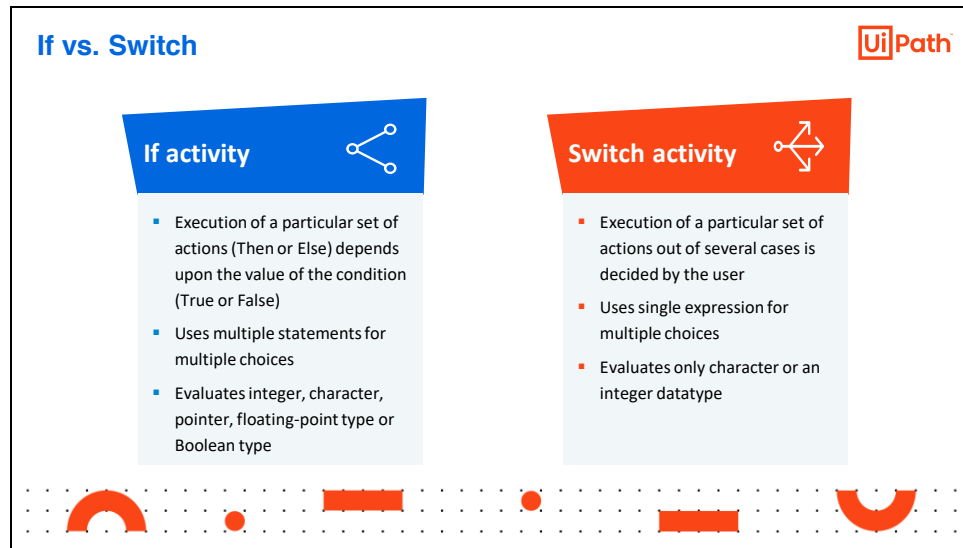 If vs. Switch
UiPath
If activity
▪ Execution of a particular set of
actions (Then or Else) depends
upon the value of the condition
(True or False)
▪ Uses multiple statements for
multiple choices
▪ Evaluates integer, character,
pointer, floating-point type or
Boolean type
Switch activity
▪ Execution of a particular set of
actions out of several cases is
decided by the user
▪ Uses single expression for
multiple choices
▪ Evaluates only character or an
integer datatype